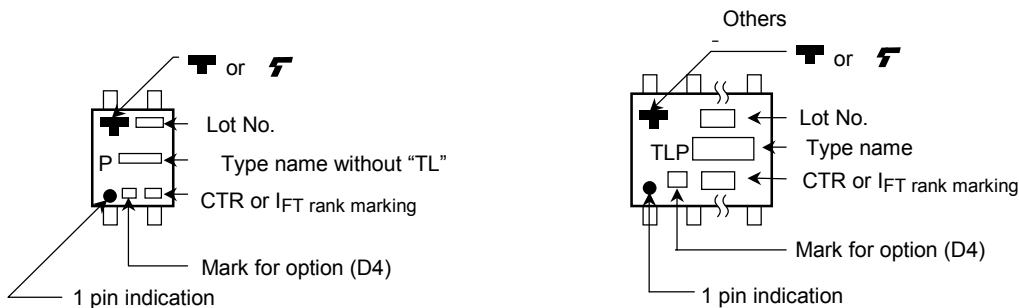 Others
or
Lot No.
P
Type name without “TL”
CTR or IFT rank marking
Mark for option (D4)
1 pin indication
or
Lot No.
TLP
Type name
CTR or IFT rank marking
Mark for option (D4)
1 pin indication